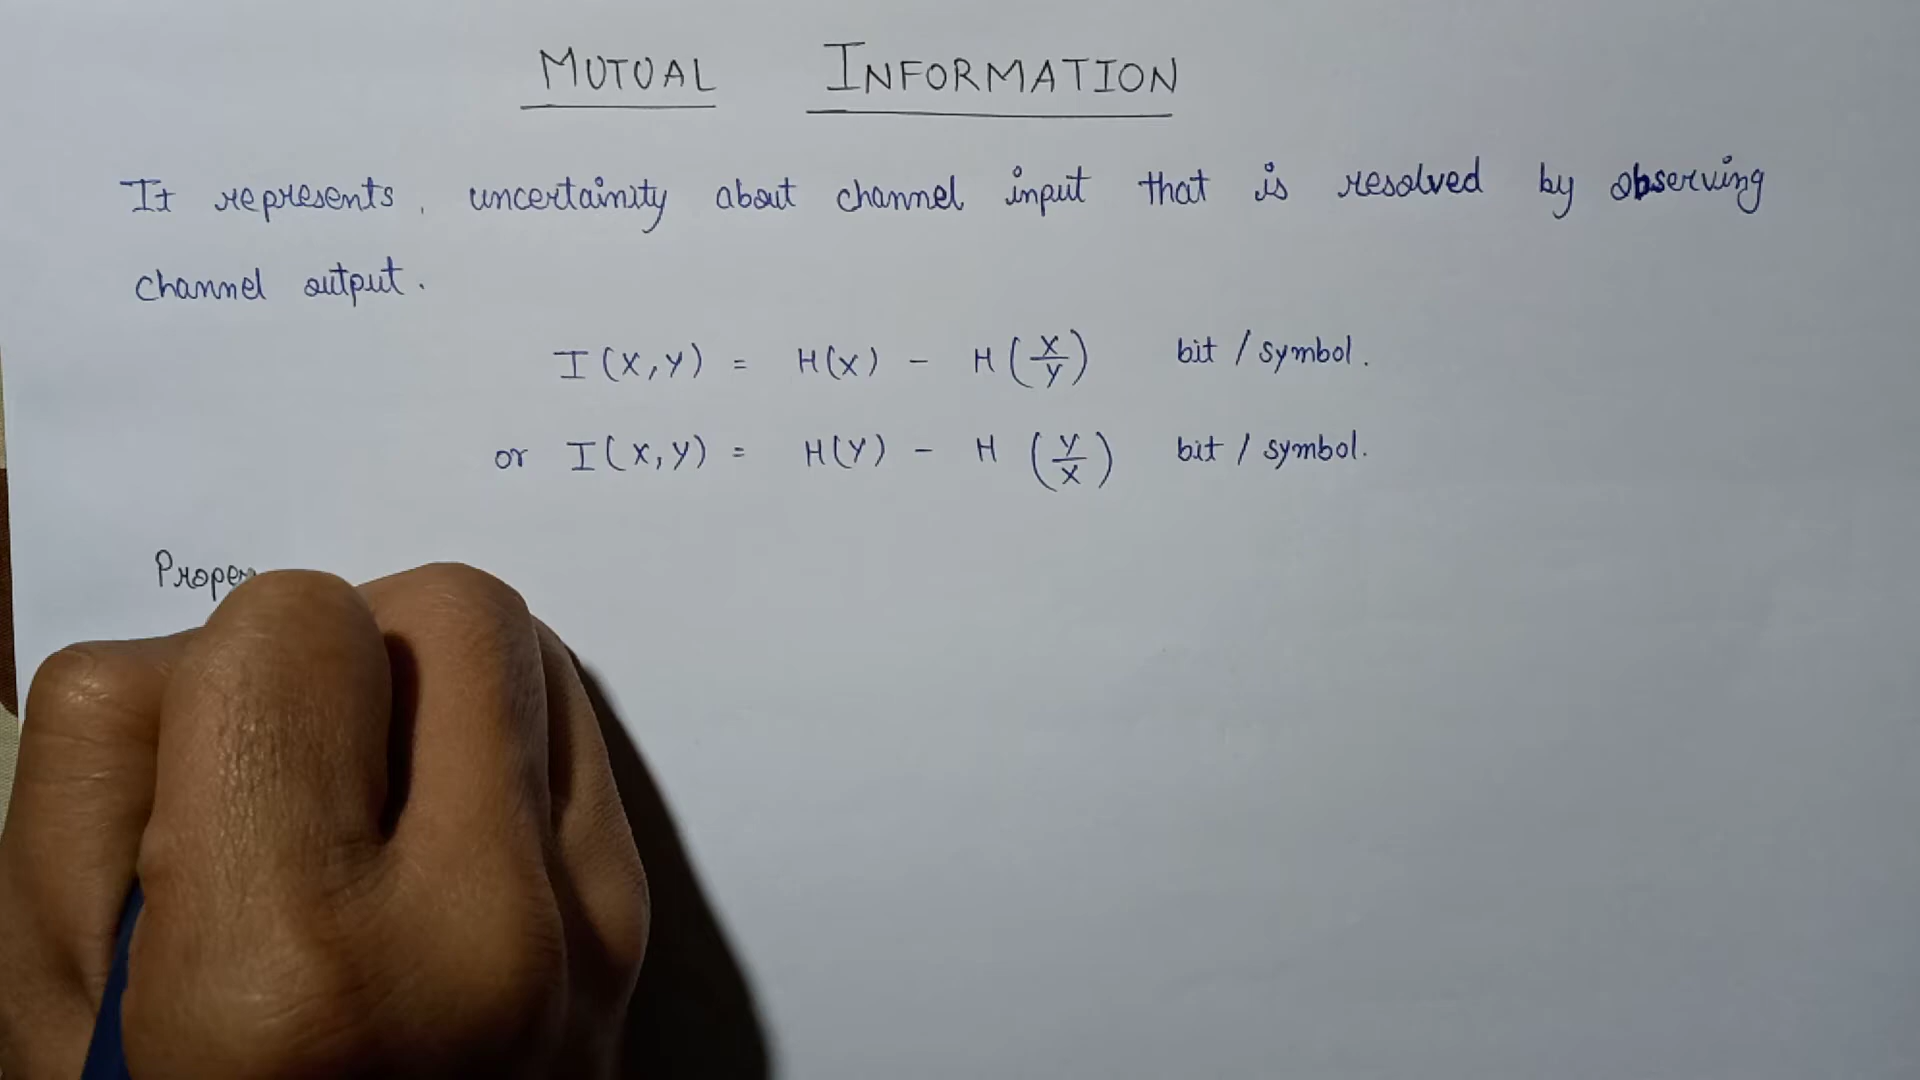 MUTUAL INFORMATION
It represents, uncertainity about channel input that is resolved by observing
channel output.
I(X,Y) = H(X) - H(X/Y) bit / symbol.
or I(X,Y) = H(Y) - H(Y/X) bit / symbol.
Proper